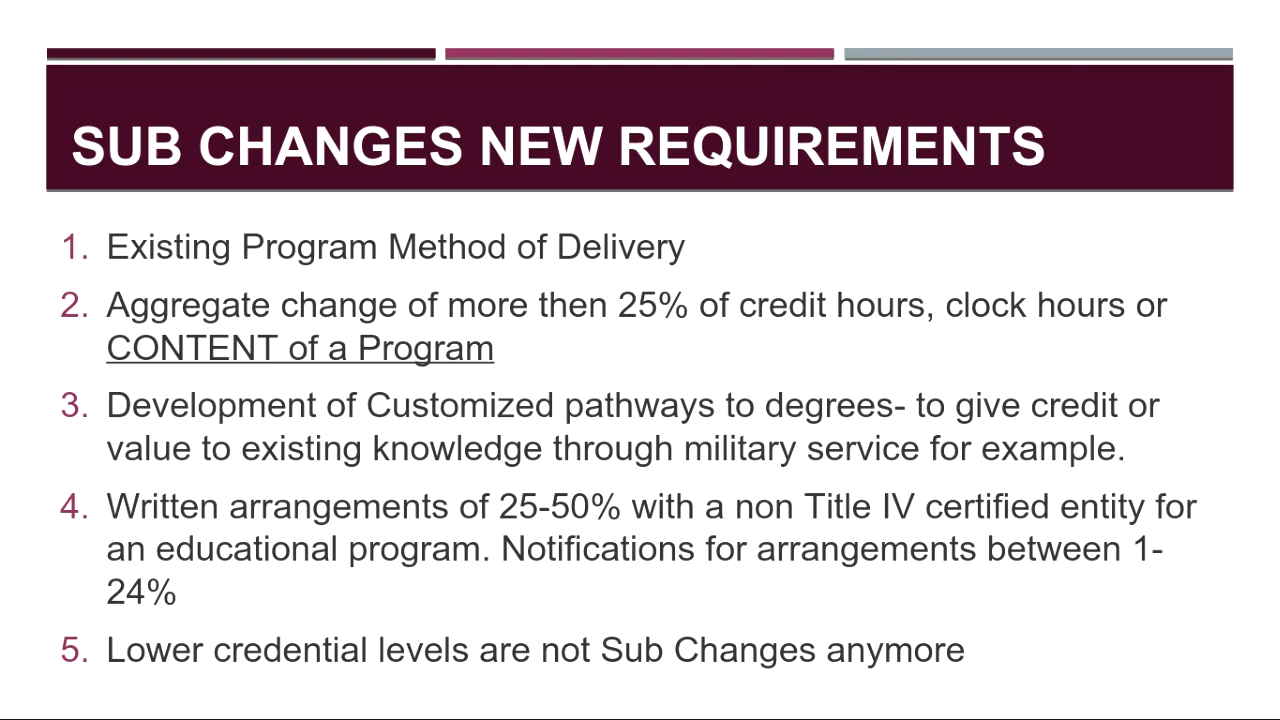 SUB CHANGES NEW REQUIREMENTS
1. Existing Program Method of Delivery
2. Aggregate change of more then 25% of credit hours, clock hours or
CONTENT of a Program
3. Development of Customized pathways to degrees- to give credit or
value to existing knowledge through military service for example.
4. Written arrangements of 25-50% with a non Title IV certified entity for
an educational program. Notifications for arrangements between 1-
24%
5. Lower credential levels are not Sub Changes anymore